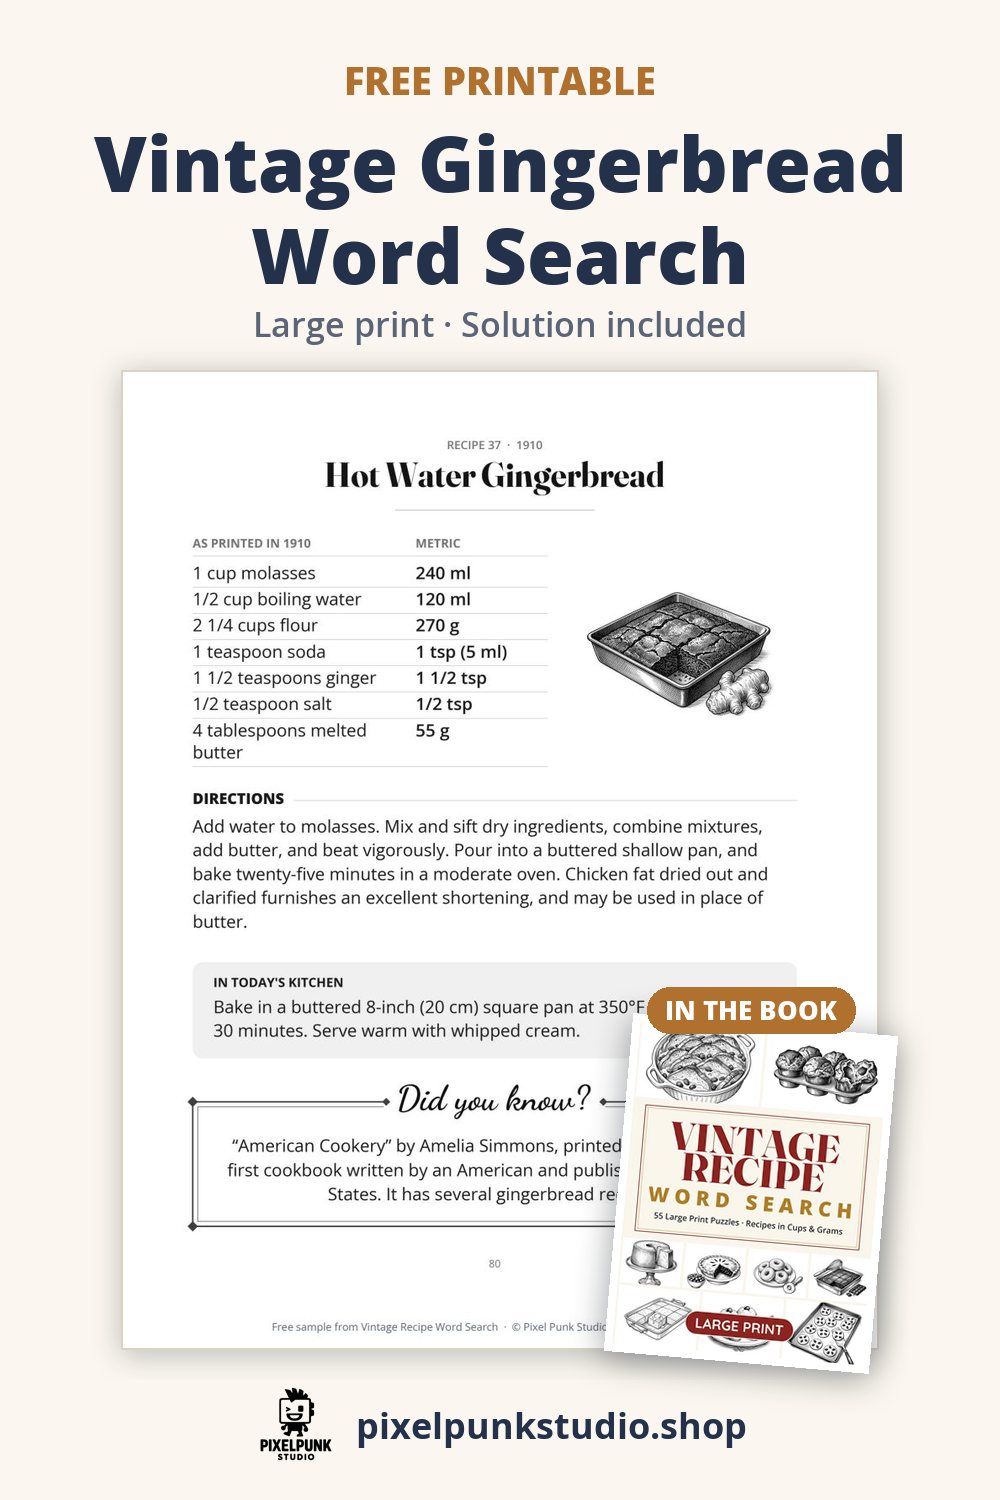 FREE PRINTABLE
Vintage Gingerbread
Word Search
Large print · Solution included
RECIPE 37 · 1910
Hot Water Gingerbread
AS PRINTED IN 1910 METRIC
1 cup molasses 240 ml
1/2 cup boiling water 120 ml
2 1/4 cups flour 270 g
1 teaspoon soda 1 tsp (5 ml)
1 1/2 teaspoons ginger 1 1/2 tsp
1/2 teaspoon salt 1/2 tsp
4 tablespoons melted 55 g
butter
DIRECTIONS
Add water to molasses. Mix and sift dry ingredients, combine mixtures,
add butter, and beat vigorously. Pour into a buttered shallow pan, and
bake twenty-five minutes in a moderate oven. Chicken fat dried out and
clarified furnishes an excellent shortening, and may be used in place of
butter.
IN TODAY'S KITCHEN
Bake in a buttered 8-inch (20 cm) square pan at 350°F
30 minutes. Serve warm with whipped cream.
Did you know?
“American Cookery” by Amelia Simmons, printed
first cookbook written by an American and
States. It has several gingerbread
80
Free sample from Vintage Recipe Word Search · © Pixel Punk
IN THE BOOK
VINTAGE
RECIPE
WORD SEARCH
55 Large Print Puzzles · Recipes in Cups & Grams
LARGE PRINT
PIXELPUNK
STUDIO
pixelpunkstudio.shop